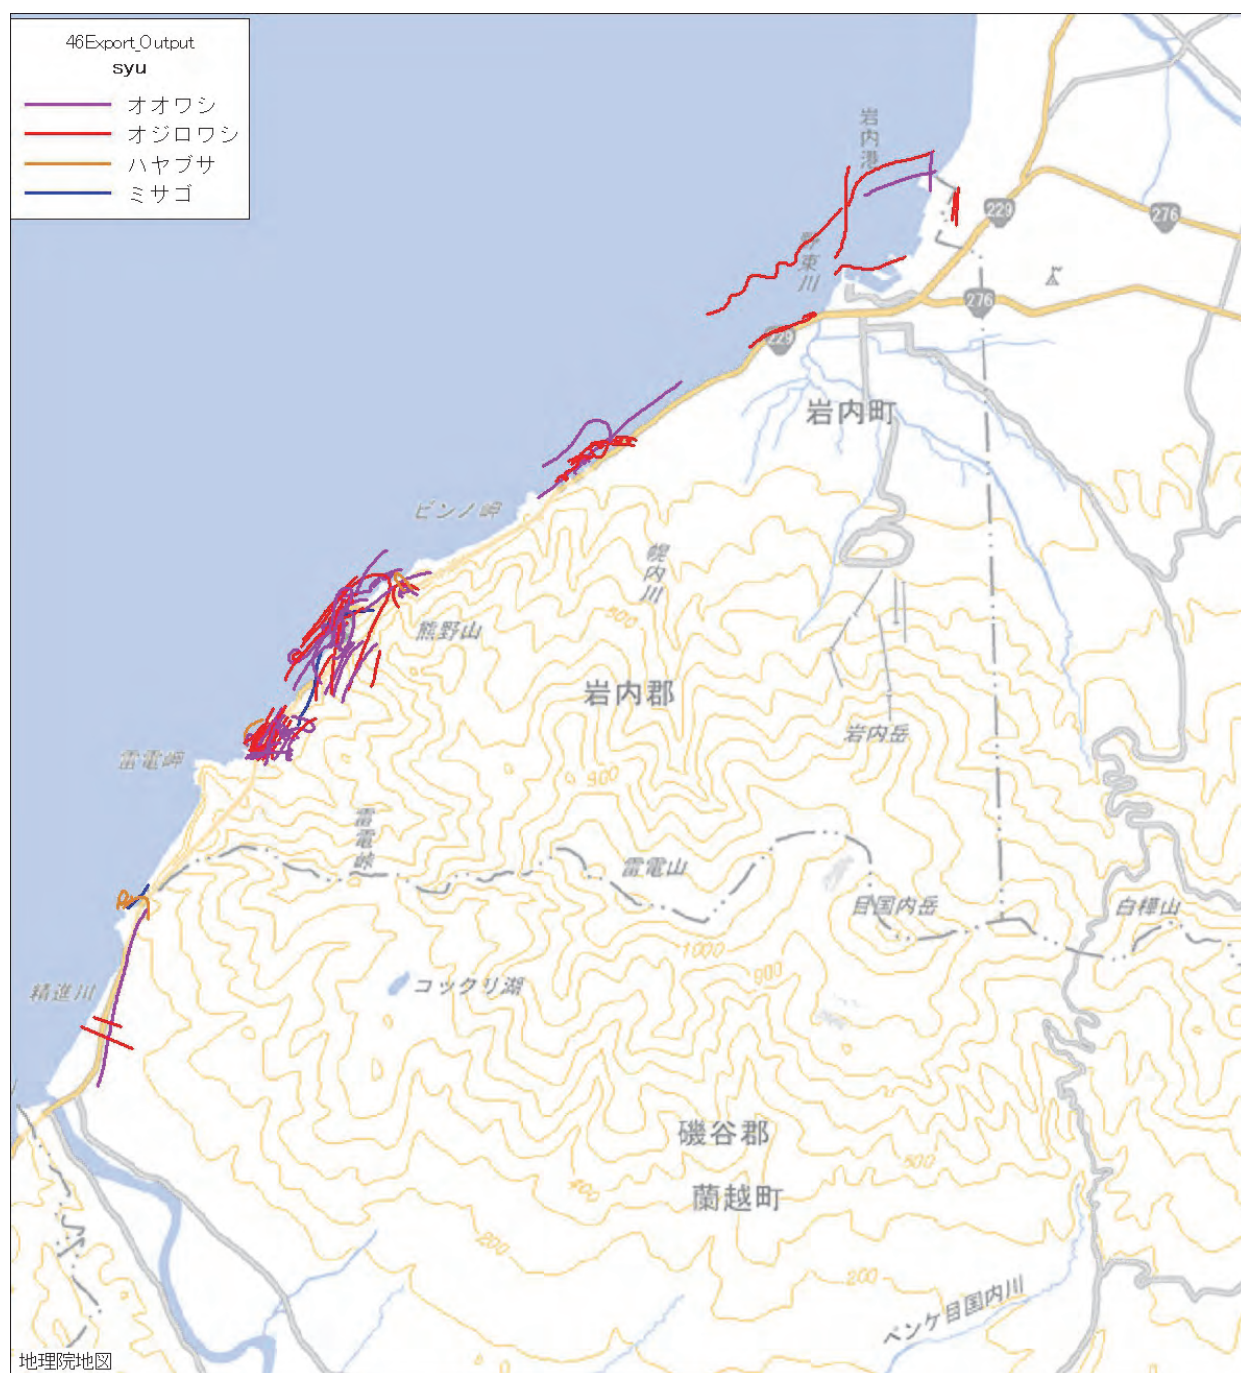 46Export_Output
syu
オオワシ
オジロワシ
ハヤブサ
ミサゴ
岩内港
229
276
野束川
276
229
岩内町
ビンノ岬
幌内川
500
熊野山
岩内郡
岩内岳
雷電岬
900
雷電峠
雷電山
目国内岳
白樺山
1000
900
コックリ湖
精進川
磯谷郡
600
400
蘭越町
200
200
ペンケ目国内川
地理院地図